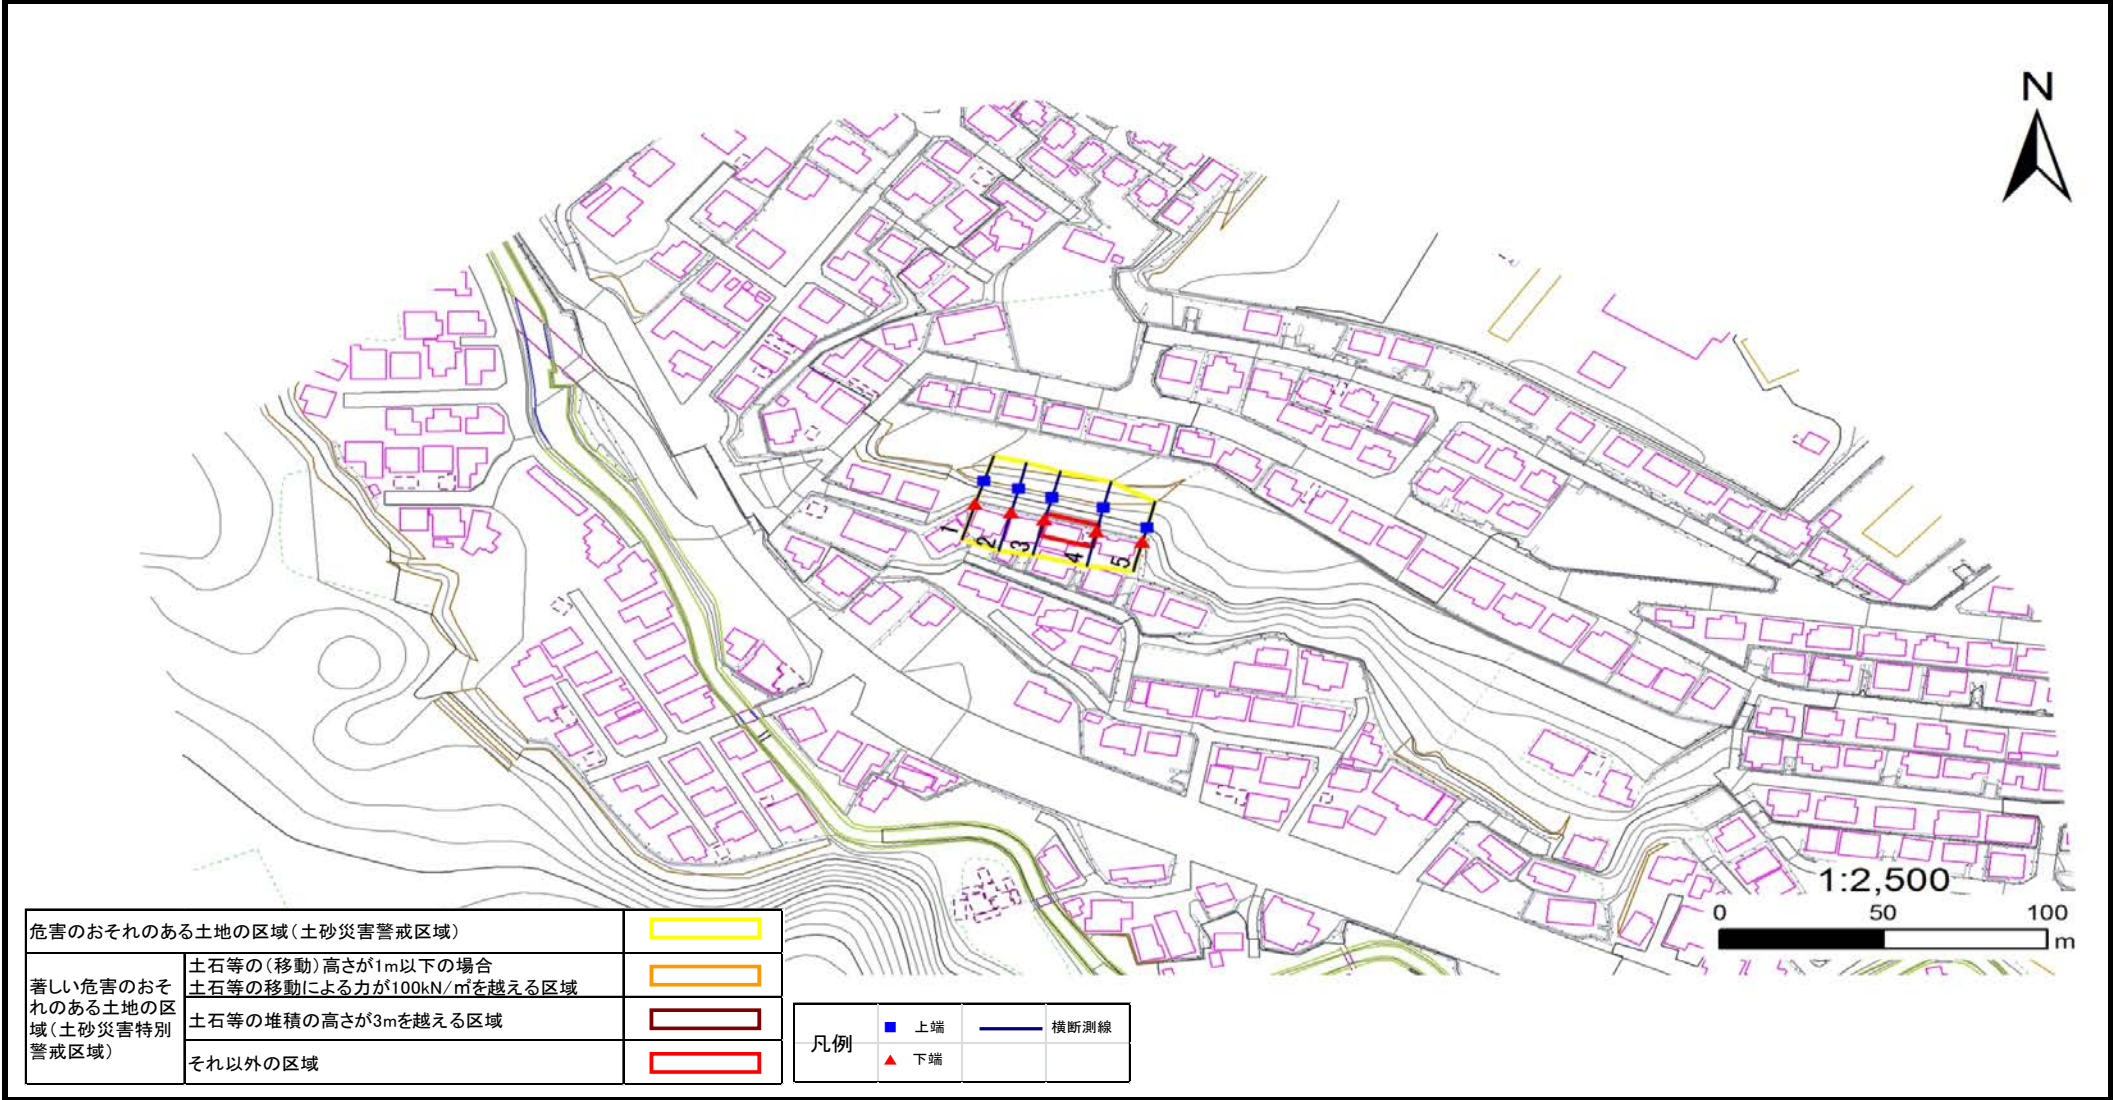 N
1
2
3
4
5
1:2,500
0 50 100
m
危害のおそれのある土地の区域(土砂災害警戒区域)
著しい危害のおそ
れのある土地の区
域(土砂災害特別
警戒区域)
土石等の(移動)高さが1m以下の場合
土石等の移動による力が100kN/㎡を越える区域
土石等の堆積の高さが3mを越える区域
それ以外の区域
凡例
上端
横断測線
下端